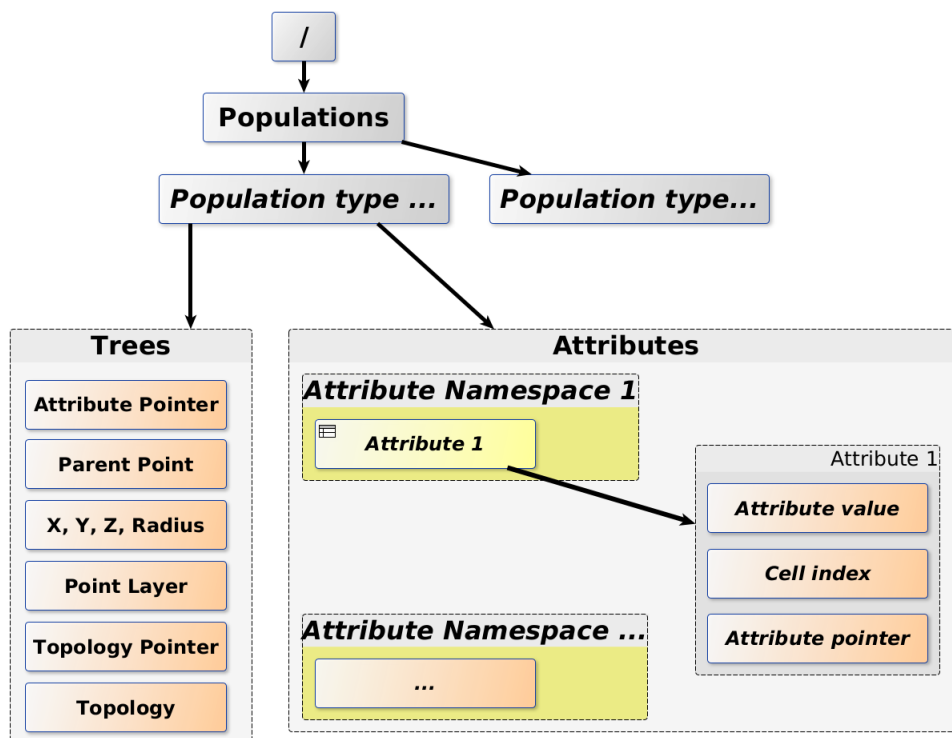 /
Populations
Population type ...
Population type...
Trees
Attribute Pointer
Parent Point
X, Y, Z, Radius
Point Layer
Topology Pointer
Topology
Attributes
Attribute Namespace 1
Attribute 1
Attribute 1
Attribute value
Cell index
Attribute pointer
Attribute Namespace ...
...